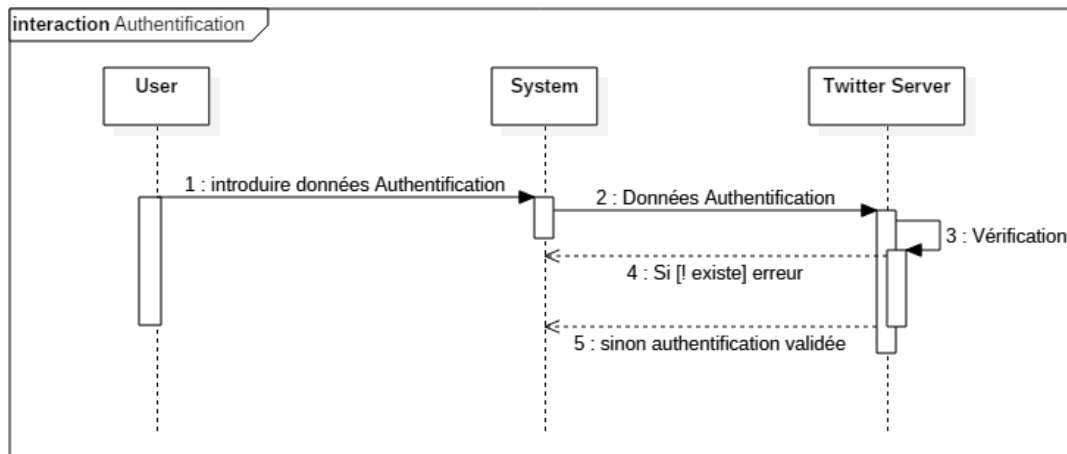 interaction Authentification
User
System
Twitter Server
1 : introduire données Authentification
2 : Données Authentification
3 : Vérification
4 : Si [! existe] erreur
5 : sinon authentification validée